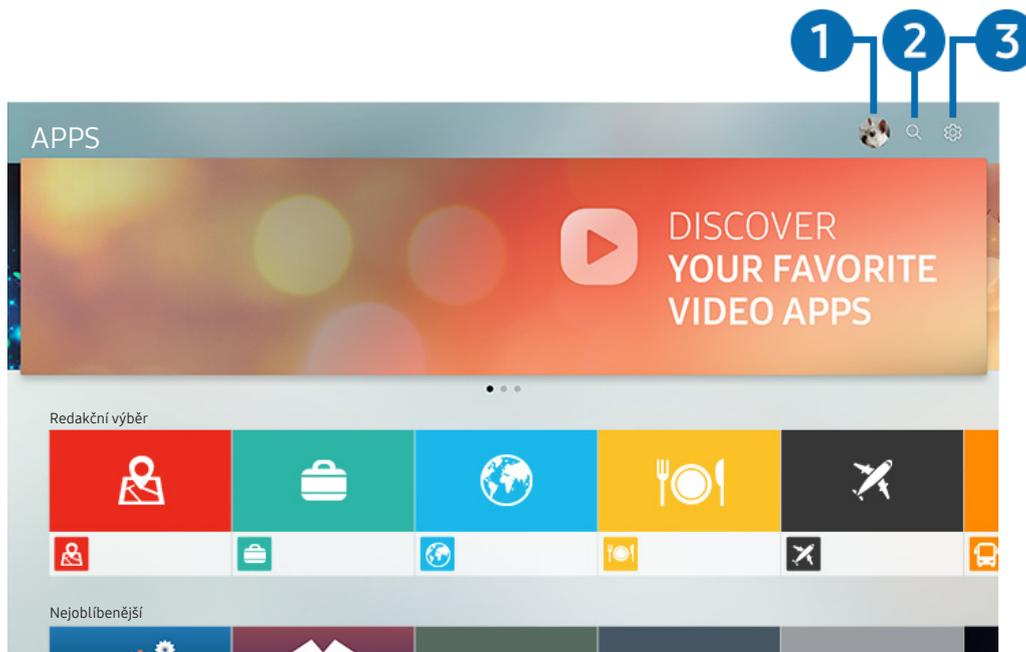 1 2 3
APPS
DISCOVER
YOUR FAVORITE
VIDEO APPS
Redakční výběr
Nejoblíbenější